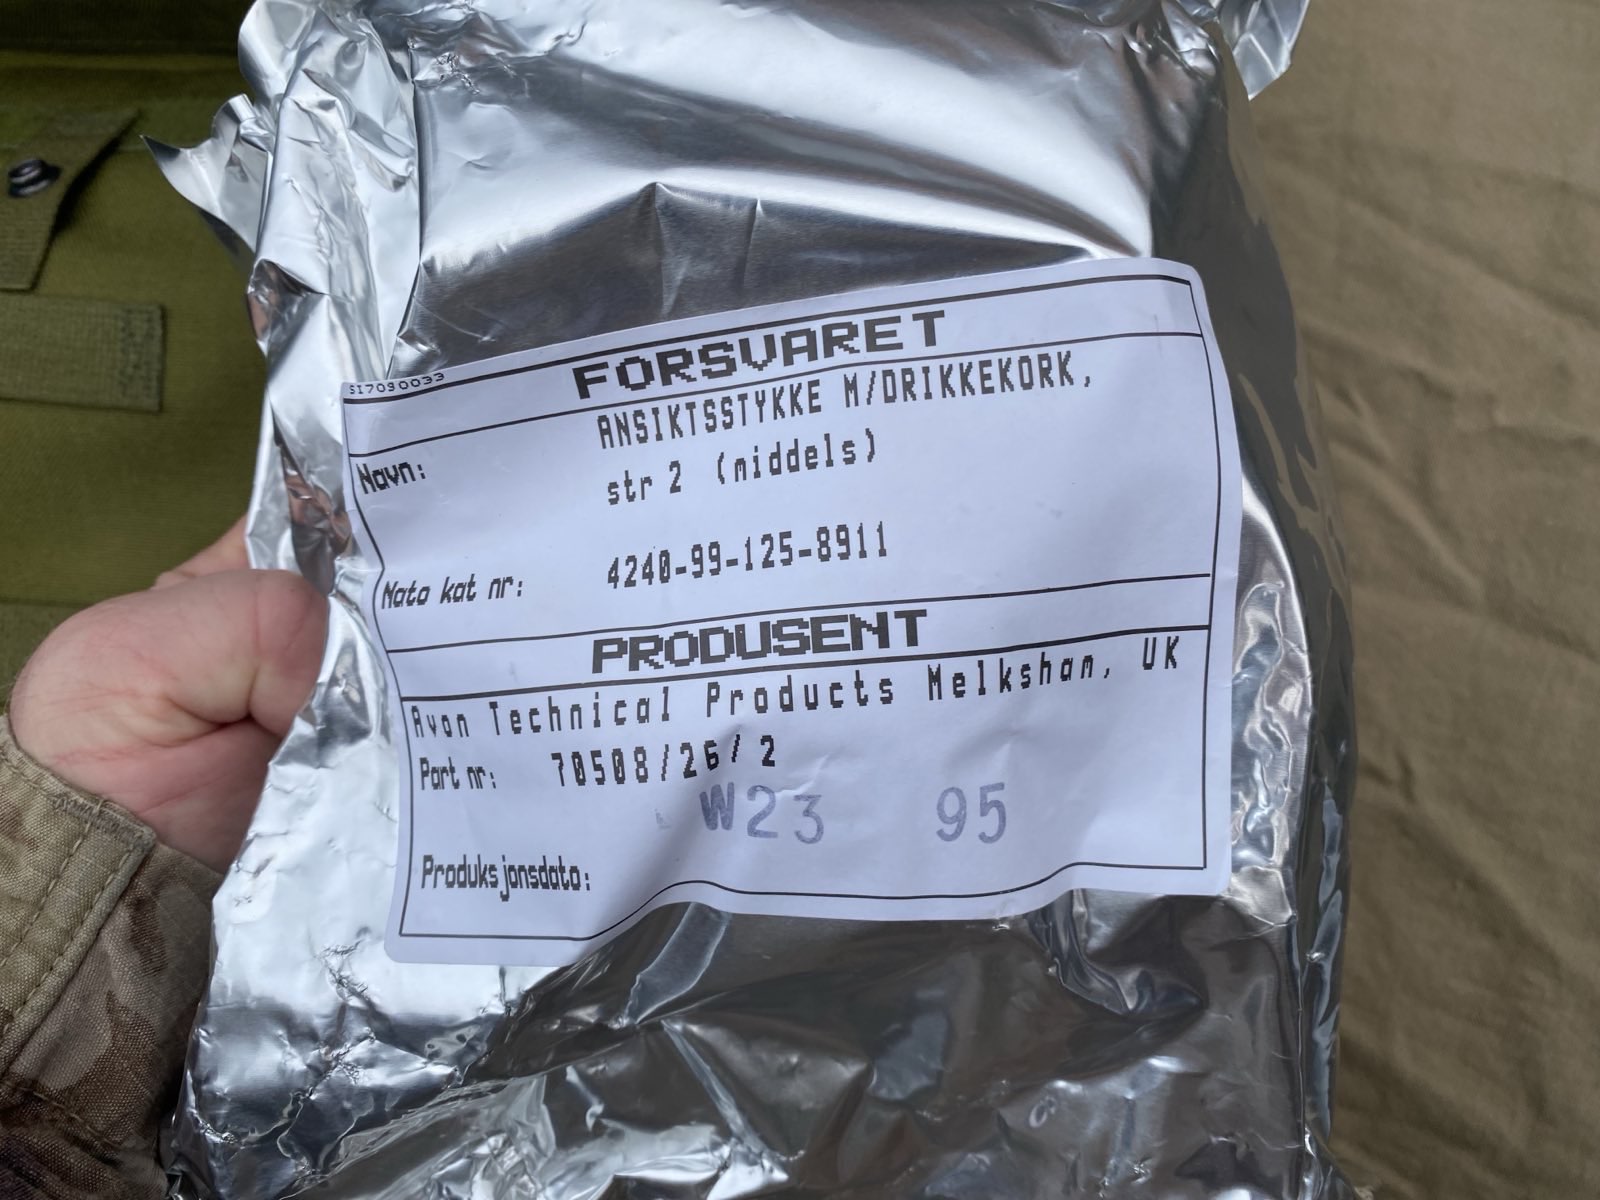 SI7090033
FORSVARET
Navn: ANSIKTSSTYKKE M/DRIKKEKORK,
str 2 (middels)
Nato kat nr: 4240-99-125-8911
PRODUSENT
Avon Technical Products Melksham, UK
Part nr: 70508/26/2
W23 95
Produksjonsdato: